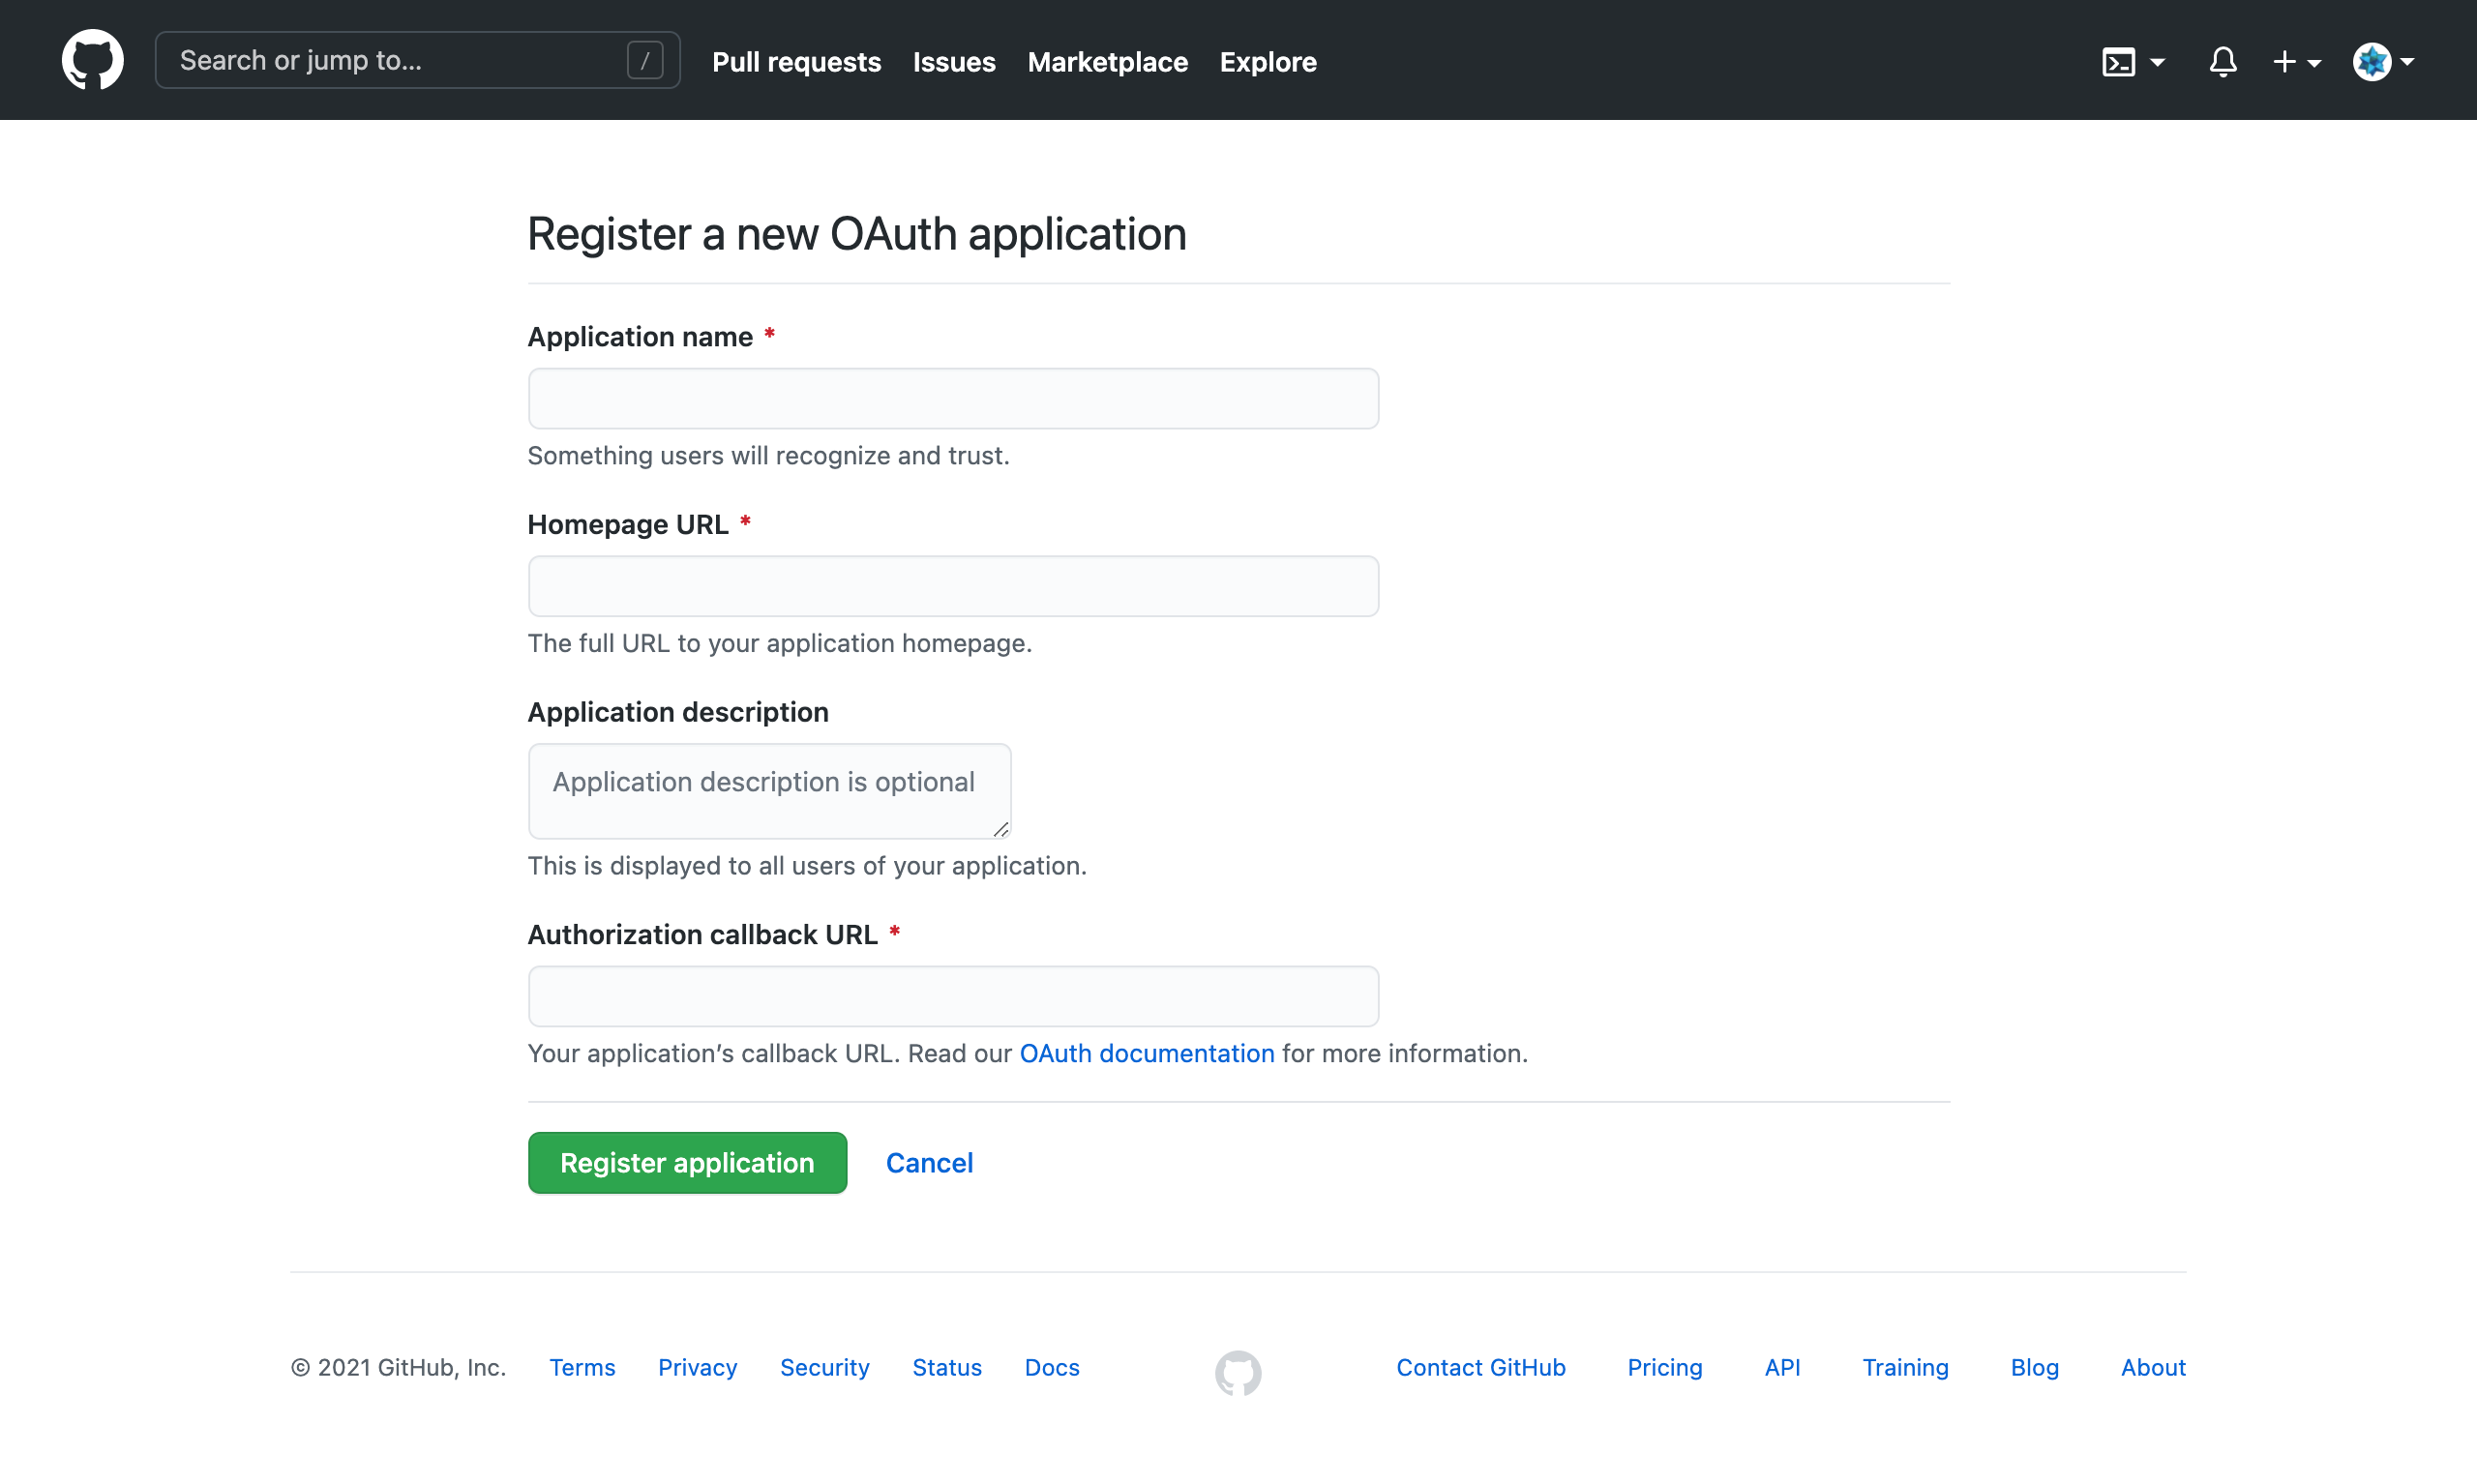 Search or jump to... /
Pull requests Issues Marketplace Explore
Register a new OAuth application
Application name *
Something users will recognize and trust.
Homepage URL *
The full URL to your application homepage.
Application description
Application description is optional
This is displayed to all users of your application.
Authorization callback URL *
Your application’s callback URL. Read our OAuth documentation for more information.
Register application Cancel
© 2021 GitHub, Inc. Terms Privacy Security Status Docs Contact GitHub Pricing API Training Blog About